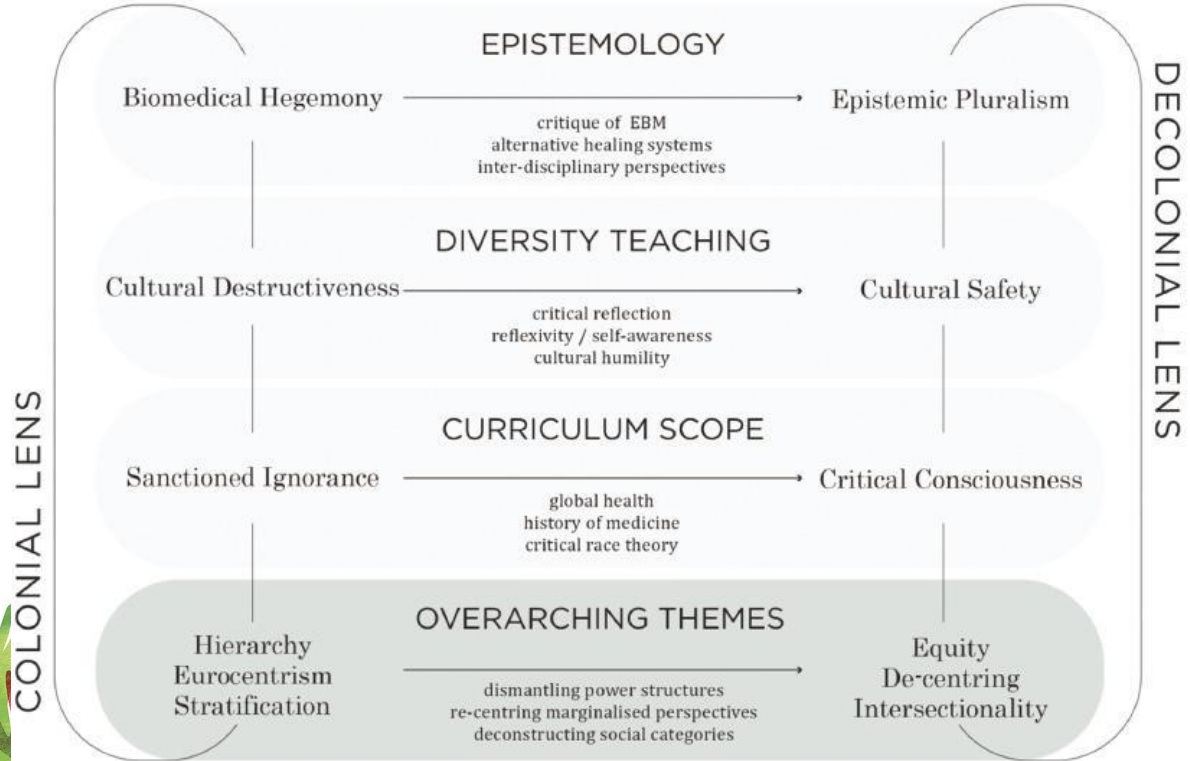 EPISTEMOLOGY
Biomedical Hegemony
Epistemic Pluralism
critique of EBM
alternative healing systems
inter-disciplinary perspectives
DIVERSITY TEACHING
Cultural Destructiveness
Cultural Safety
critical reflection
reflexivity / self-awareness
cultural humility
CURRICULUM SCOPE
Sanctioned Ignorance
Critical Consciousness
global health
history of medicine
critical race theory
OVERARCHING THEMES
Hierarchy
Eurocentrism
Stratification
dismantling power structures
re-centring marginalised perspectives
deconstructing social categories
Equity
De-centring
Intersectionality
COLONIAL LENS
DECOLONIAL LENS